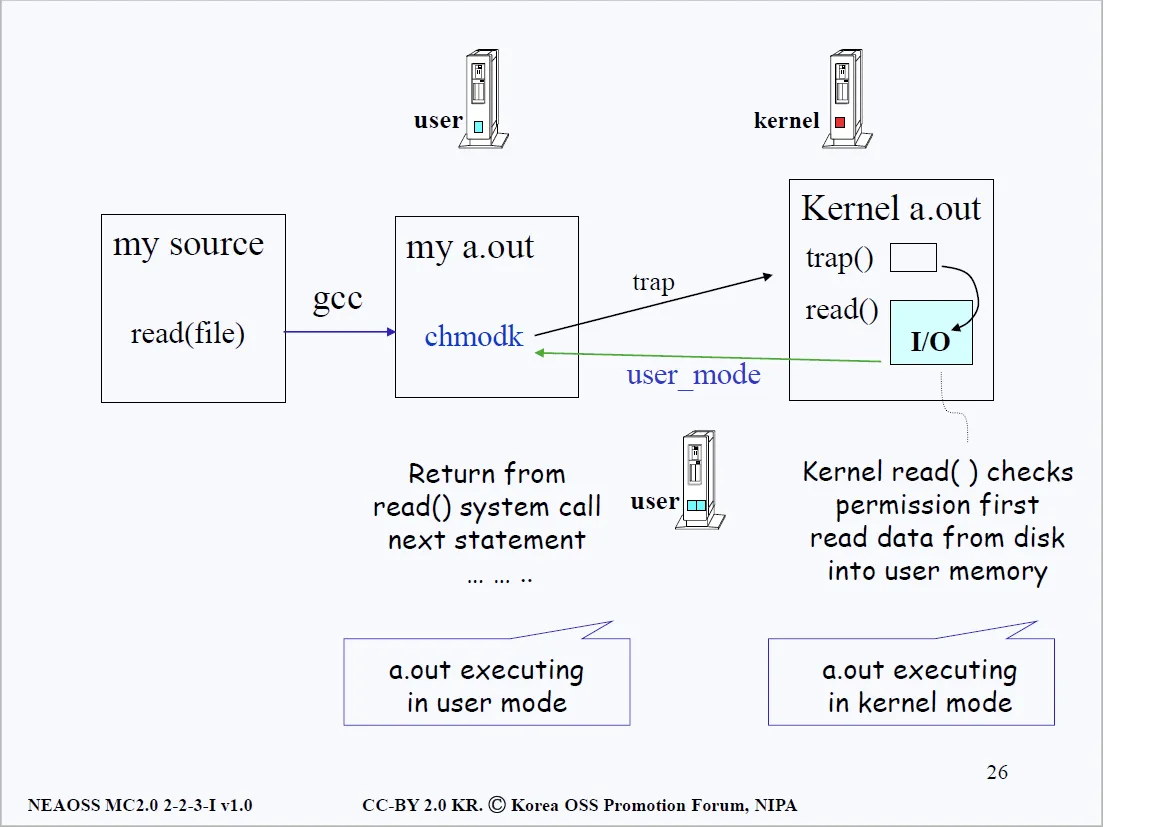 user
kernel
my source
read(file)
gcc
my a.out
chmodk
trap
user_mode
Kernel a.out
trap()
read()
I/O
Return from
read() system call
next statement
... ... ..
user
Kernel read( ) checks
permission first
read data from disk
into user memory
a.out executing
in user mode
a.out executing
in kernel mode
26
NEAOSS MC2.0 2-2-3-I v1.0
CC-BY 2.0 KR. Ⓒ Korea OSS Promotion Forum, NIPA